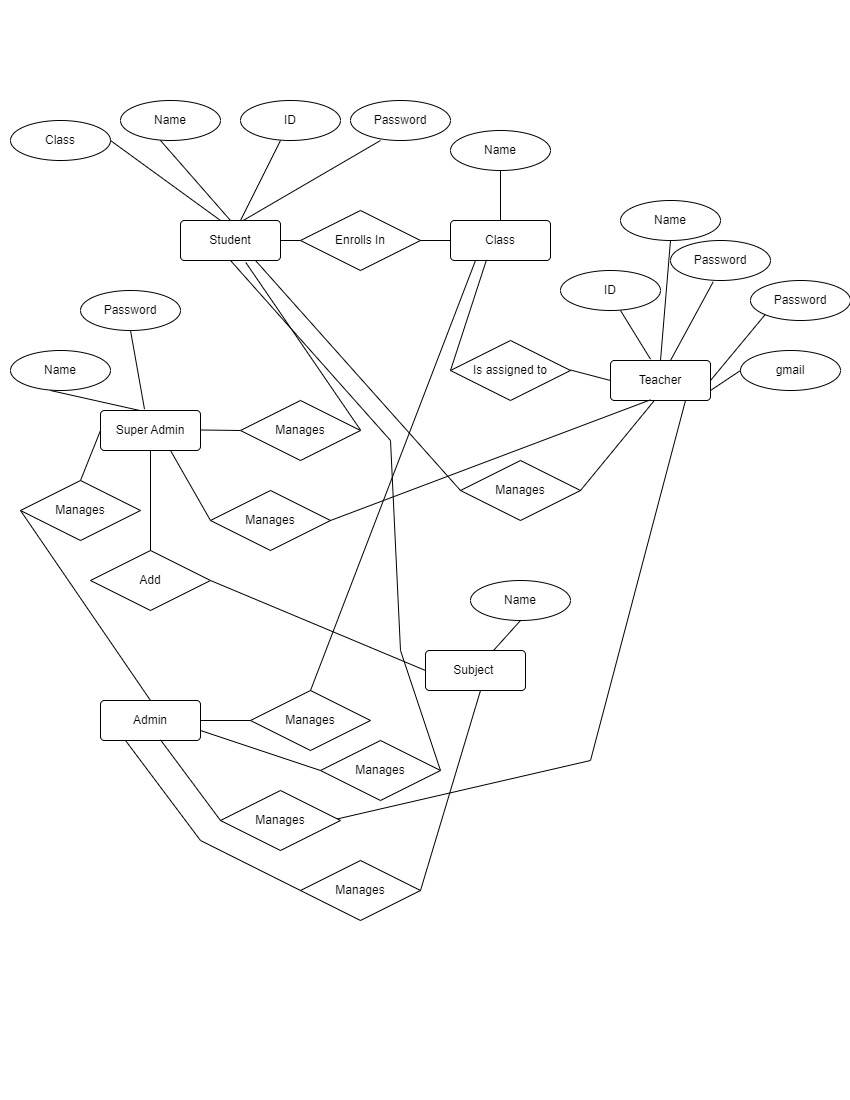 Name
ID
Password
Class
Name
Name
Student
Enrolls In
Class
Password
ID
Password
Password
Name
Is assigned to
gmail
Teacher
Super Admin
Manages
Manages
Manages
Manages
Add
Name
Subject
Admin
Manages
Manages
Manages
Manages